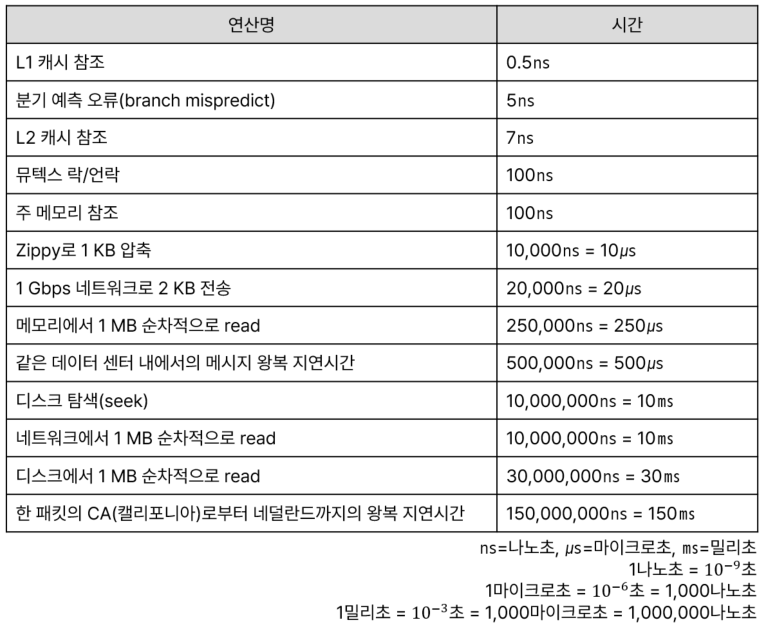 연산명 시간
L1 캐시 참조 0.5ns
분기 예측 오류(branch mispredict) 5ns
L2 캐시 참조 7ns
뮤텍스 락/언락 100ns
주 메모리 참조 100ns
Zippy로 1 KB 압축 10,000ns = 10μs
1 Gbps 네트워크로 2 KB 전송 20,000ns = 20μs
메모리에서 1 MB 순차적으로 read 250,000ns = 250μs
같은 데이터 센터 내에서의 메시지 왕복 지연시간 500,000ns = 500μs
디스크 탐색(seek) 10,000,000ns = 10ms
네트워크에서 1 MB 순차적으로 read 10,000,000ns = 10ms
디스크에서 1 MB 순차적으로 read 30,000,000ns = 30ms
한 패킷의 CA(캘리포니아)로부터 네덜란드까지의 왕복 지연시간 150,000,000ns = 150ms
ns=나노초, μs=마이크로초, ms=밀리초
1나노초 = 10⁻⁹초
1마이크로초 = 10⁻⁶초 = 1,000나노초
1밀리초 = 10⁻³초 = 1,000마이크로초 = 1,000,000나노초